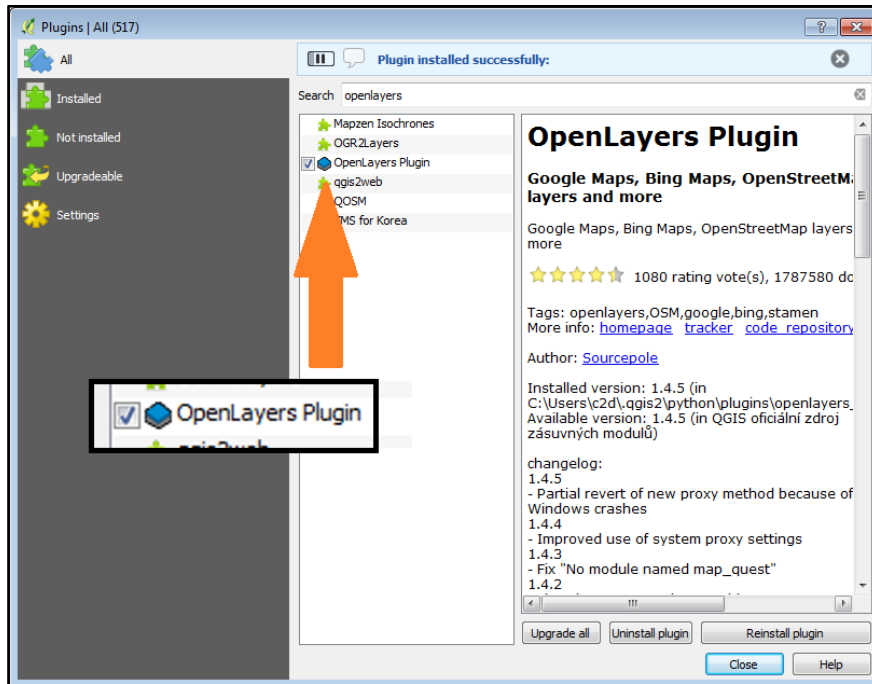 Plugins | All (517)
All
Installed
Not installed
Upgradeable
Settings
Plugin installed successfully:
Search openlayers
Mapzen Isochrones
OGR2Layers
OpenLayers Plugin
qgis2web
QOSM
MS for Korea
OpenLayers Plugin
OpenLayers Plugin
Google Maps, Bing Maps, OpenStreetM
layers and more
Google Maps, Bing Maps, OpenStreetMap layers
more
1080 rating vote(s), 1787580 do
Tags: openlayers,OSM,google,bing,stamen
More info: homepage tracker code repository
Author: Sourcepole
Installed version: 1.4.5 (in
C:\Users\c2d\.qgis2\python\plugins\openlayers_
Available version: 1.4.5 (in QGIS oficiální zdroj
zásuvných modulů)
changelog:
1.4.5
- Partial revert of new proxy method because of
Windows crashes
1.4.4
- Improved use of system proxy settings
1.4.3
- Fix "No module named map_quest"
1.4.2
Upgrade all
Uninstall plugin
Reinstall plugin
Close
Help